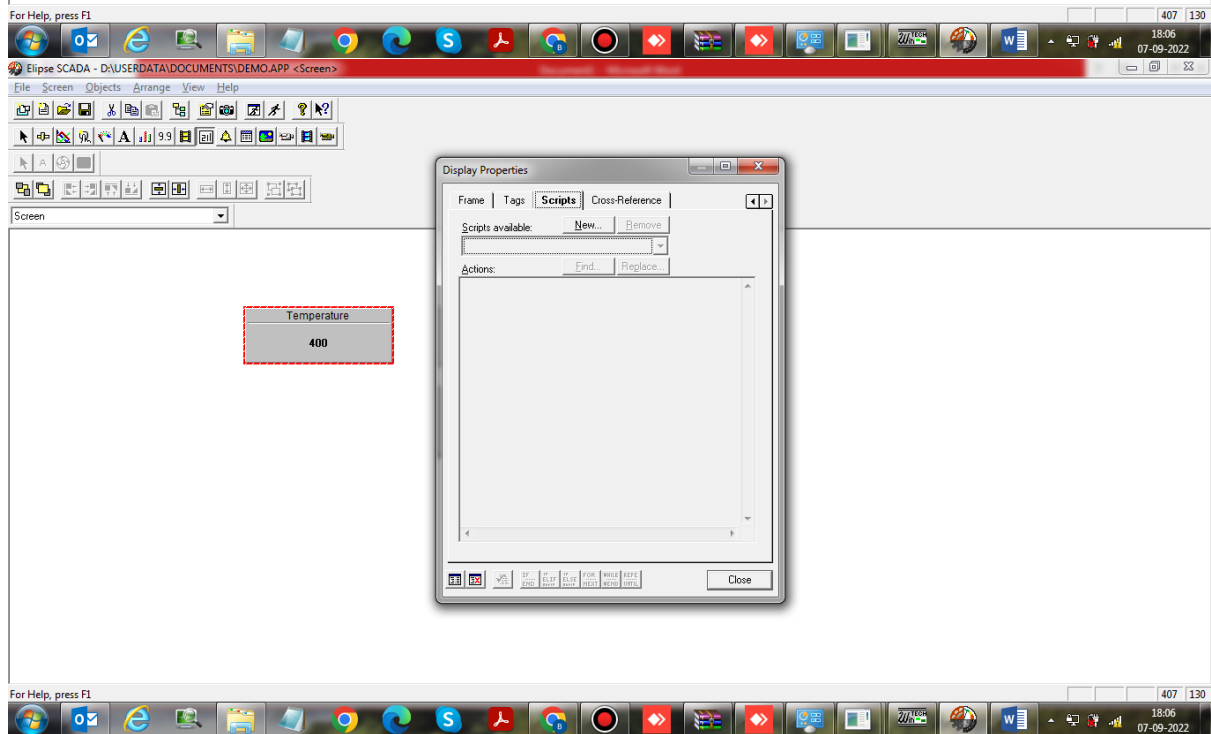 For Help, press F1 407 130
18:06
07-09-2022
Elipse SCADA - D:\USERDATA\DOCUMENTS\DEMO.APP <Screen>
File Screen Objects Arrange View Help
Screen
Display Properties
Frame Tags Scripts Cross-Reference
Scripts available: New... Remove
Actions: Find... Replace...
Temperature
400
Close
For Help, press F1 407 130
18:06
07-09-2022